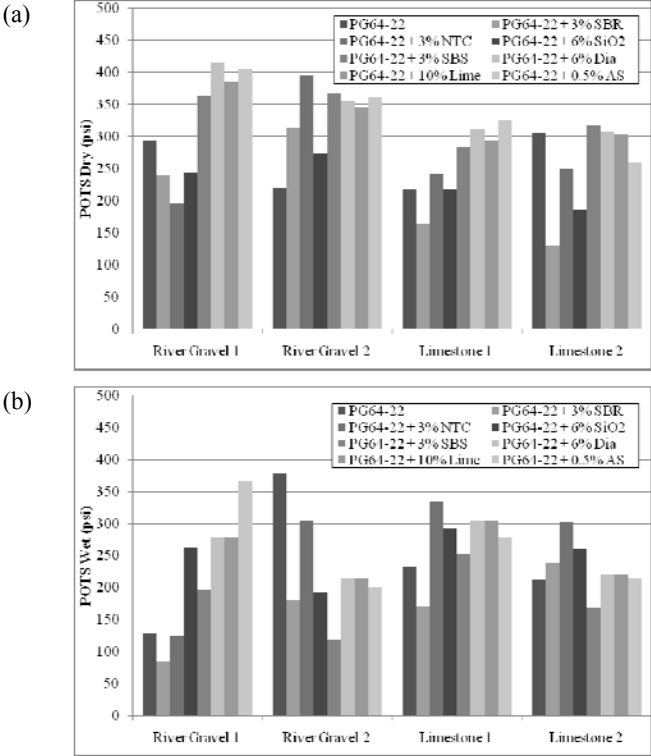 (a)
500
450
400
350
300
250
200
150
100
50
0
POTS Dry (psi)
PG64-22
PG64-22 + 3% SBR
PG64-22 + 3% NTC
PG64-22 + 6% SiO2
PG64-22 + 3% SBS
PG64-22 + 6% Dia
PG64-22 + 10% Lime
PG64-22 + 0.5% AS
River Gravel 1
River Gravel 2
Limestone 1
Limestone 2
(b)
500
450
400
350
300
250
200
150
100
50
0
POTS Wet (psi)
PG64-22
PG64-22 + 3% SBR
PG64-22 + 3% NTC
PG64-22 + 6% SiO2
PG64-22 + 3% SBS
PG64-22 + 6% Dia
PG64-22 + 10% Lime
PG64-22 + 0.5% AS
River Gravel 1
River Gravel 2
Limestone 1
Limestone 2